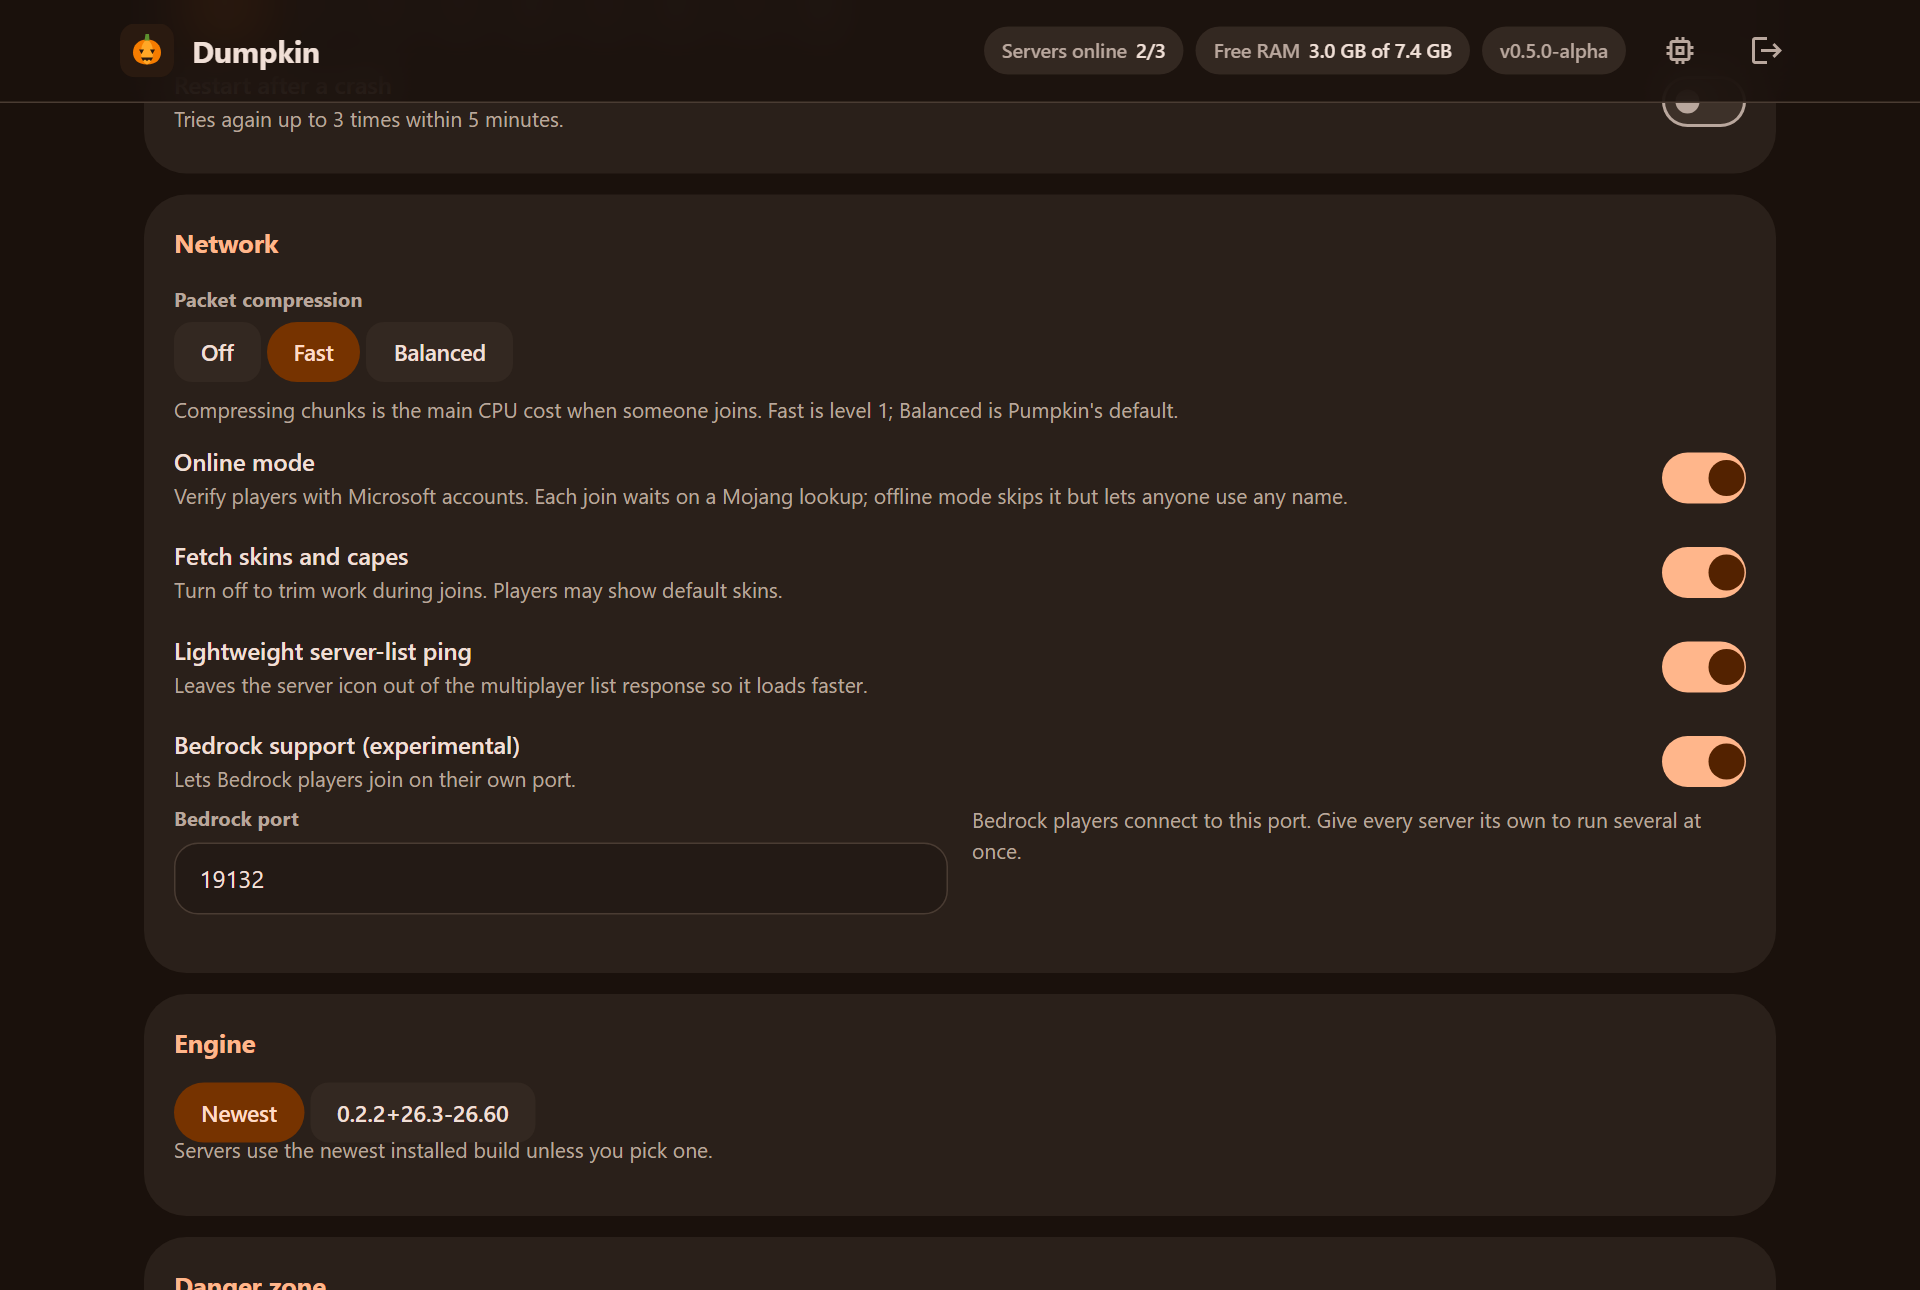 Dumpkin
Servers online 2/3
Free RAM 3.0 GB of 7.4 GB
v0.5.0-alpha
Restart after a crash
Tries again up to 3 times within 5 minutes.
Network
Packet compression
Off
Fast
Balanced
Compressing chunks is the main CPU cost when someone joins. Fast is level 1; Balanced is Pumpkin's default.
Online mode
Verify players with Microsoft accounts. Each join waits on a Mojang lookup; offline mode skips it but lets anyone use any name.
Fetch skins and capes
Turn off to trim work during joins. Players may show default skins.
Lightweight server-list ping
Leaves the server icon out of the multiplayer list response so it loads faster.
Bedrock support (experimental)
Lets Bedrock players join on their own port.
Bedrock port
19132
Bedrock players connect to this port. Give every server its own to run several at
once.
Engine
Newest
0.2.2+26.3-26.60
Servers use the newest installed build unless you pick one.
Danger zone